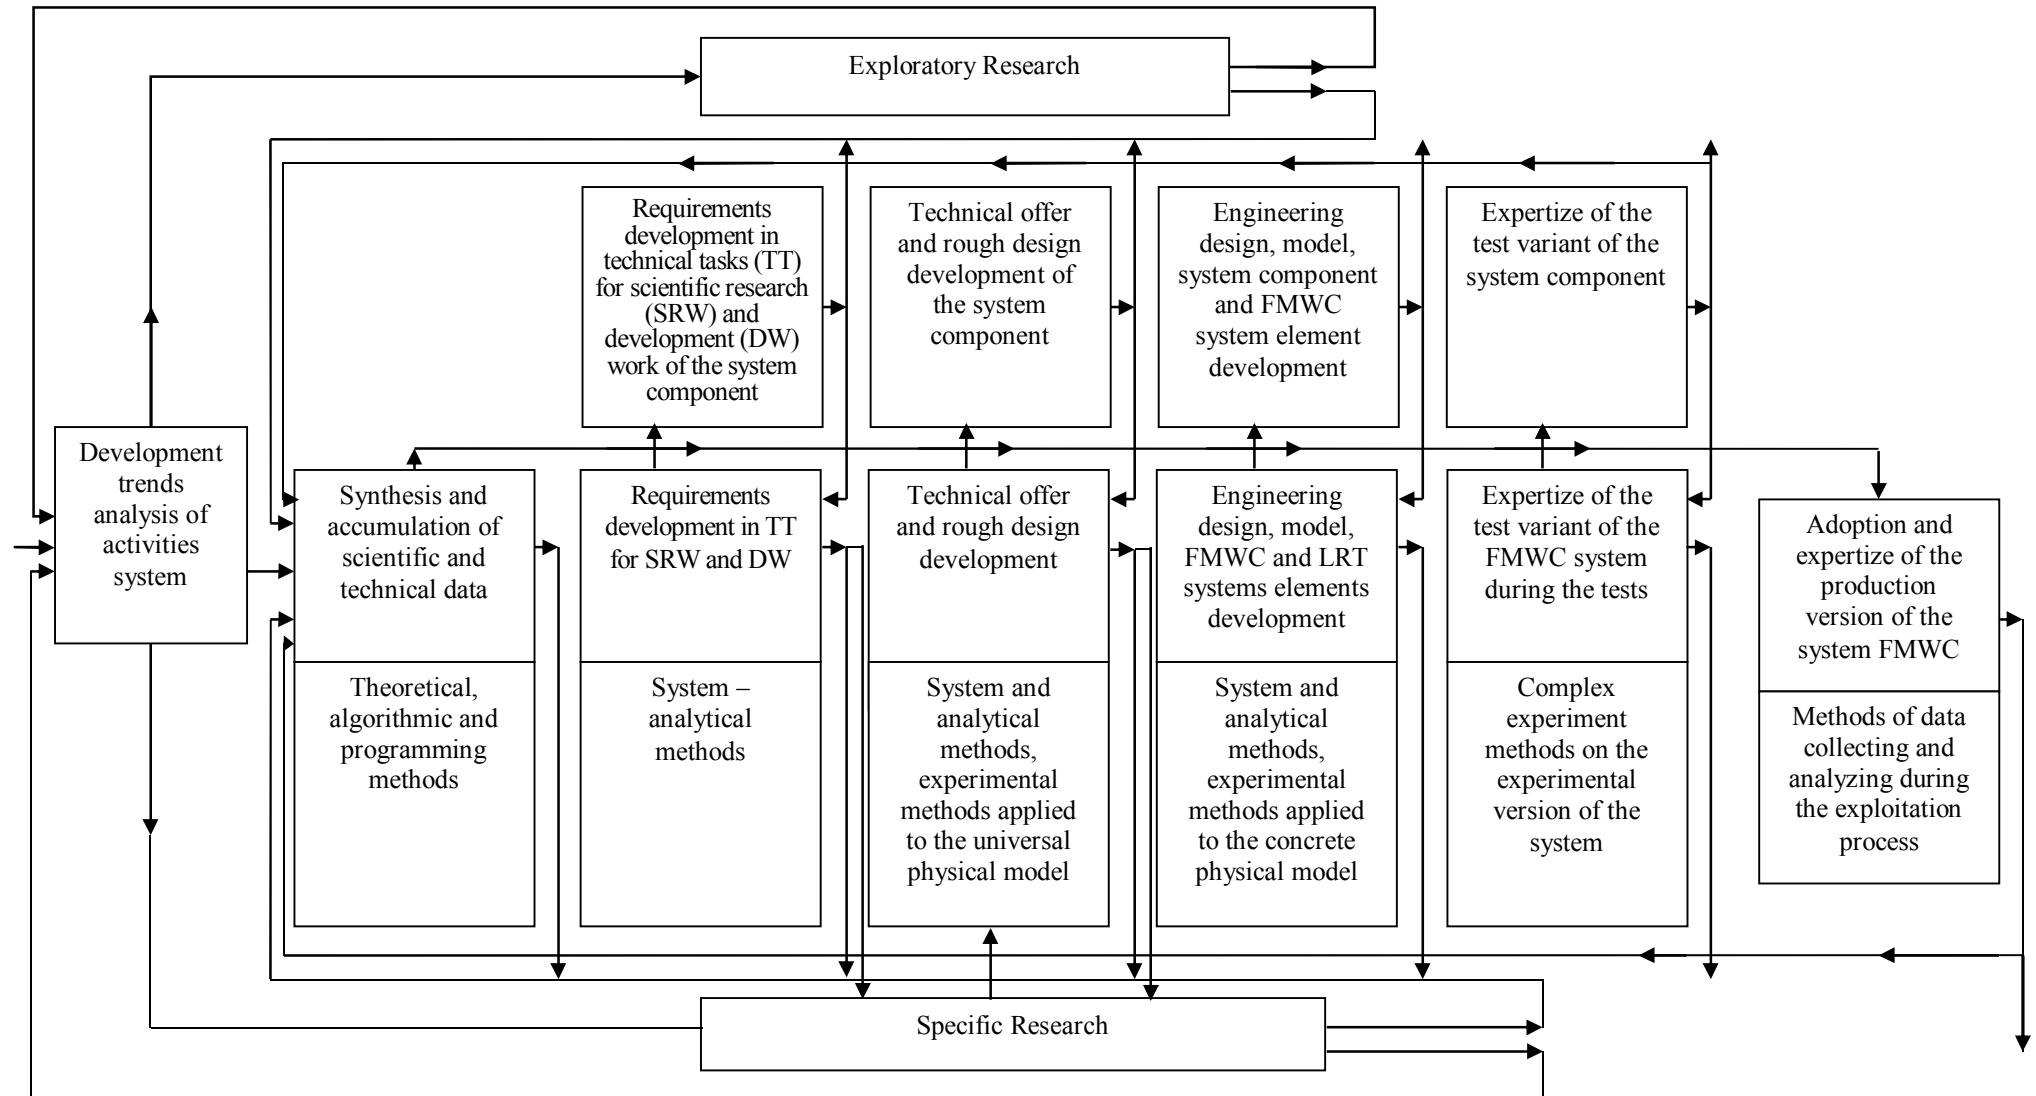 Exploratory Research
Requirements
development in
technical tasks (TT)
for scientific research
(SRW) and
development (DW)
work of the system
component
Technical offer
and rough design
development of
the system
component
Engineering
design, model,
system component
and FMWC
system element
development
Expertize of the
test variant of the
system component
Development
trends
analysis of
activities
system
Synthesis and
accumulation of
scientific and
technical data
Requirements
development in TT
for SRW and DW
Technical offer
and rough design
development
Engineering
design, model,
FMWC and LRT
systems elements
development
Expertize of the
test variant of the
FMWC system
during the tests
Adoption and
expertize of the
production
version of the
system FMWC
Theoretical,
algorithmic and
programming
methods
System –
analytical
methods
System and
analytical
methods,
experimental
methods applied
to the universal
physical model
System and
analytical
methods,
experimental
methods applied
to the concrete
physical model
Complex
experiment
methods on the
experimental
version of the
system
Methods of data
collecting and
analyzing during
the exploitation
process
Specific Research